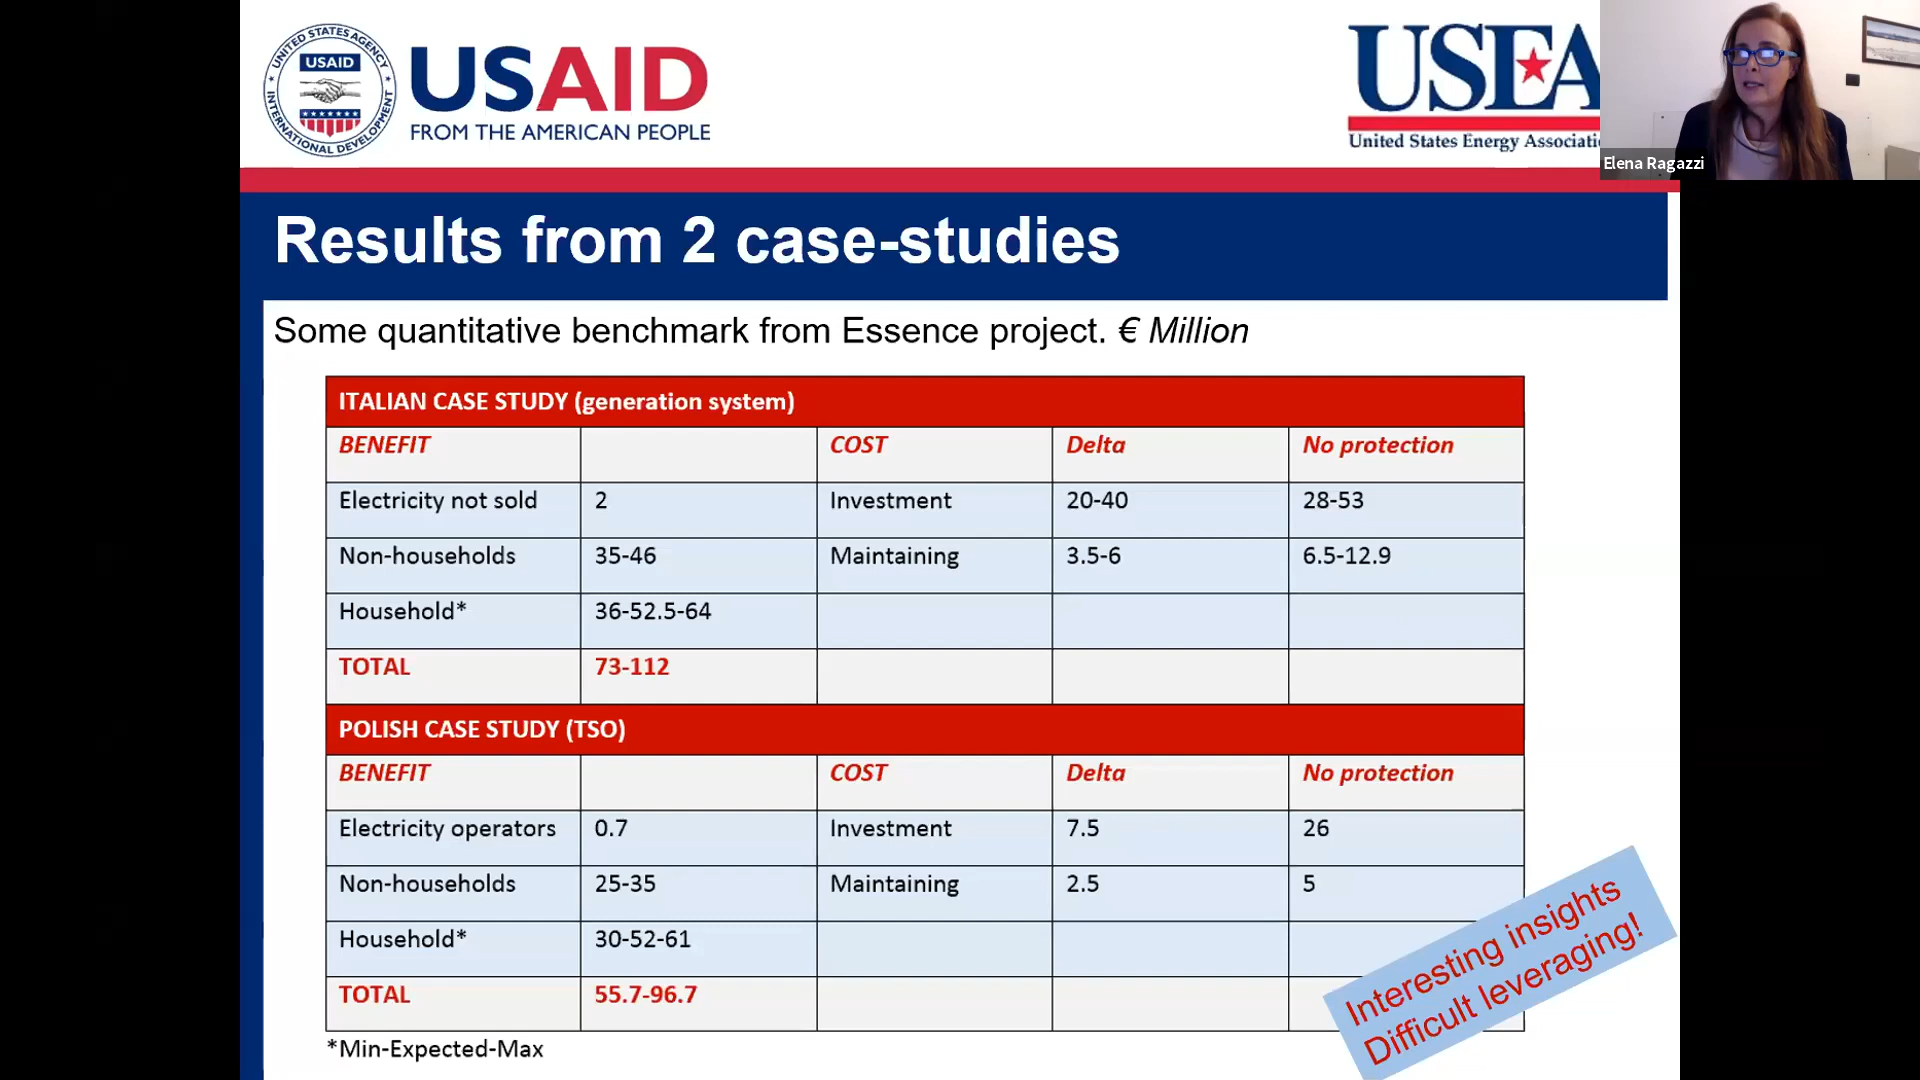 UNITED STATES AGENCY
USAID
INTERNATIONAL DEVELOPMENT
USAID
FROM THE AMERICAN PEOPLE
USEA
United States Energy Associati
Elena Ragazzi
Results from 2 case-studies
Some quantitative benchmark from Essence project. € Million
ITALIAN CASE STUDY (generation system)
BENEFIT COST Delta No protection
Electricity not sold 2 Investment 20-40 28-53
Non-households 35-46 Maintaining 3.5-6 6.5-12.9
Household* 36-52.5-64
TOTAL 73-112
POLISH CASE STUDY (TSO)
BENEFIT COST Delta No protection
Electricity operators 0.7 Investment 7.5 26
Non-households 25-35 Maintaining 2.5 5
Household* 30-52-61
TOTAL 55.7-96.7
*Min-Expected-Max
Interesting insights
Difficult leveraging!